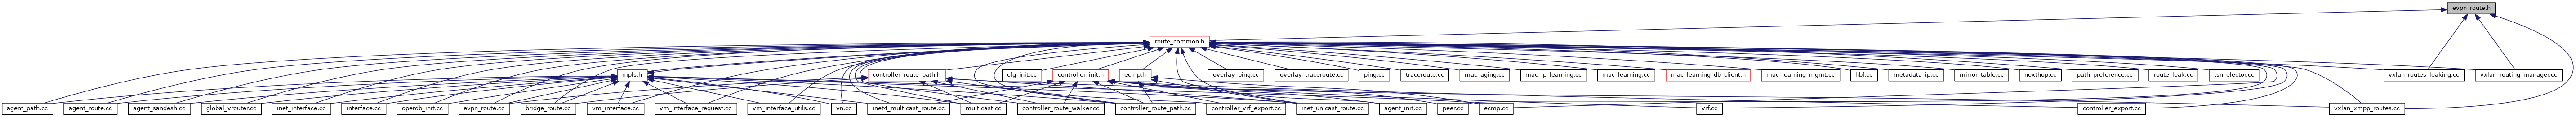 evpn_route.h
route_common.h
mpls.h
controller_route_path.h
cfg_init.cc
controller_init.h
ecmp.h
overlay_ping.cc
overlay_traceroute.cc
ping.cc
traceroute.cc
mac_aging.cc
mac_ip_learning.cc
mac_learning.cc
mac_learning_db_client.h
mac_learning_mgmt.cc
hbf.cc
metadata_ip.cc
mirror_table.cc
nexthop.cc
path_preference.cc
route_leak.cc
tsn_elector.cc
vxlan_routes_leaking.cc
vxlan_routing_manager.cc
agent_path.cc
agent_route.cc
agent_sandesh.cc
global_vrouter.cc
inet_interface.cc
interface.cc
operdb_init.cc
evpn_route.cc
bridge_route.cc
vm_interface.cc
vm_interface_request.cc
vm_interface_utils.cc
vn.cc
inet4_multicast_route.cc
multicast.cc
controller_route_walker.cc
controller_route_path.cc
controller_vrf_export.cc
inet_unicast_route.cc
agent_init.cc
peer.cc
ecmp.cc
vrf.cc
controller_export.cc
vxlan_xmpp_routes.cc